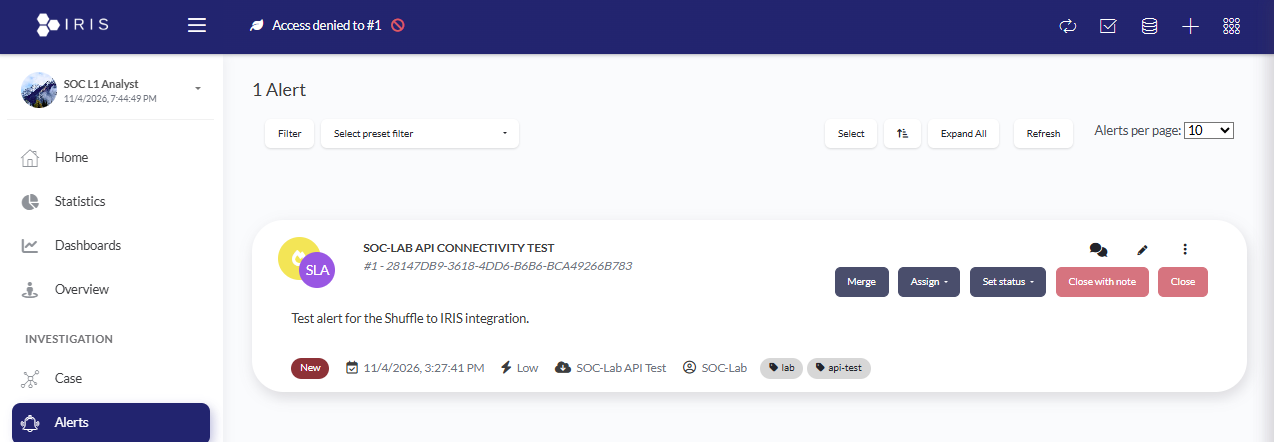 IRIS
Access denied to #1
SOC L1 Analyst
11/4/2026, 7:44:49 PM
Home
Statistics
Dashboards
Overview
INVESTIGATION
Case
Alerts
1 Alert
Filter
Select preset filter
Select
Expand All
Refresh
Alerts per page: 10
SLA
SOC-LAB API CONNECTIVITY TEST
#1 - 28147DB9-3618-4DD6-B6B6-BCA49266B783
Merge
Assign
Set status
Close with note
Close
Test alert for the Shuffle to IRIS integration.
New 11/4/2026, 3:27:41 PM Low SOC-Lab API Test SOC-Lab lab api-test